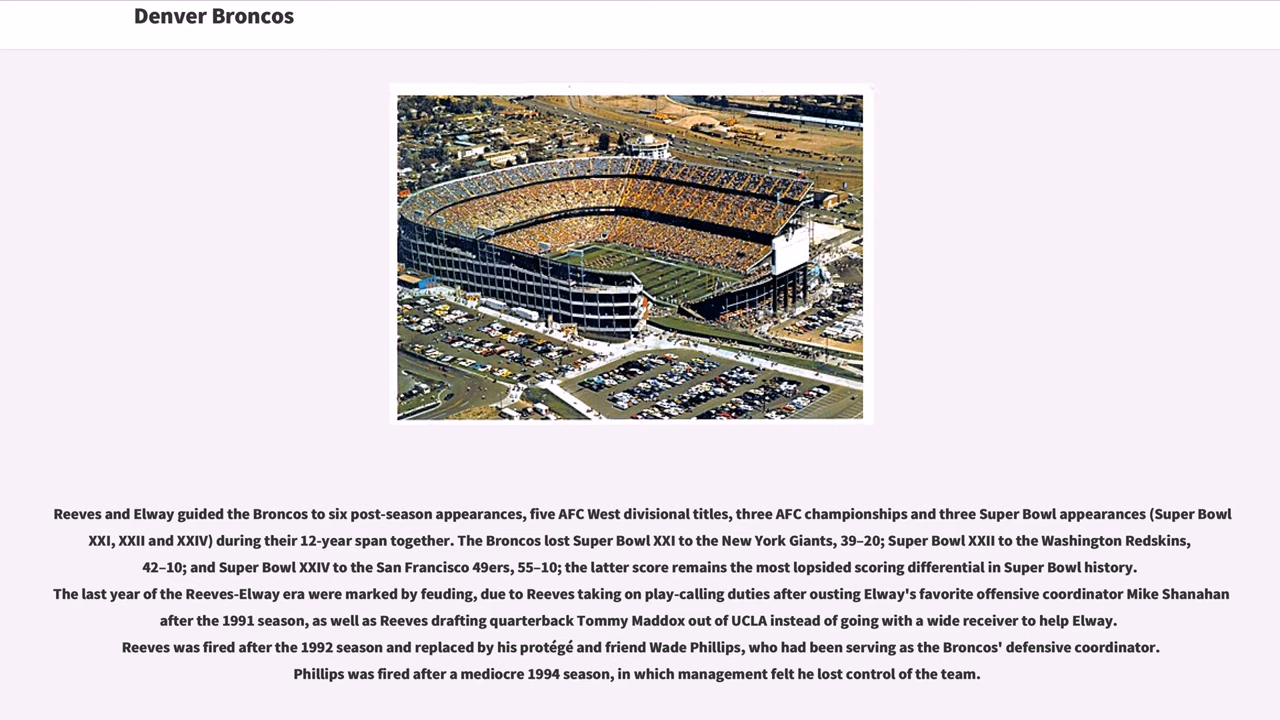 Denver Broncos
Reeves and Elway guided the Broncos to six post-season appearances, five AFC West divisional titles, three AFC championships and three Super Bowl appearances (Super Bowl
XXI, XXII and XXIV) during their 12-year span together. The Broncos lost Super Bowl XXI to the New York Giants, 39–20; Super Bowl XXII to the Washington Redskins,
42–10; and Super Bowl XXIV to the San Francisco 49ers, 55–10; the latter score remains the most lopsided scoring differential in Super Bowl history.
The last year of the Reeves-Elway era were marked by feuding, due to Reeves taking on play-calling duties after ousting Elway's favorite offensive coordinator Mike Shanahan
after the 1991 season, as well as Reeves drafting quarterback Tommy Maddox out of UCLA instead of going with a wide receiver to help Elway.
Reeves was fired after the 1992 season and replaced by his protégé and friend Wade Phillips, who had been serving as the Broncos' defensive coordinator.
Phillips was fired after a mediocre 1994 season, in which management felt he lost control of the team.